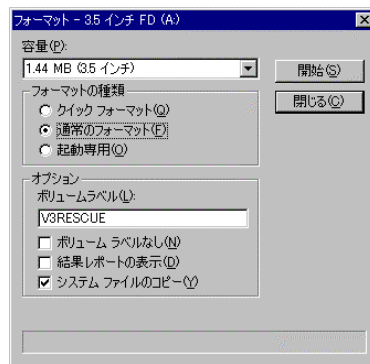 フォーマット - 3.5 インチ FD (A:)
容量(P):
1.44 MB (3.5 インチ)
開始(S)
フォーマットの種類
閉じる(C)
クイック フォーマット(Q)
通常のフォーマット(F)
起動専用(O)
オプション
ボリュームラベル(L):
V3RESCUE
ボリューム ラベルなし(N)
結果レポートの表示(D)
システム ファイルのコピー(Y)